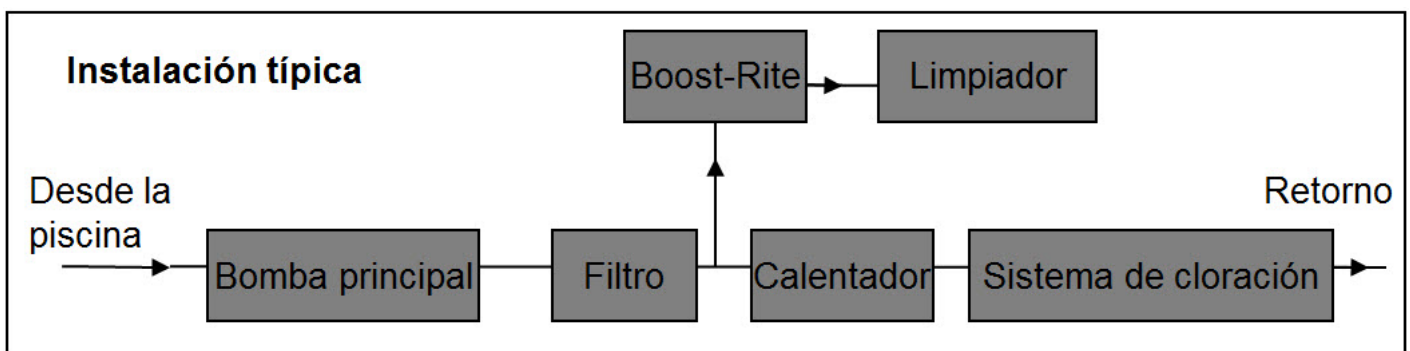 Instalación típica
Boost-Rite
Limpiador
Desde la
piscina
Retorno
Bomba principal
Filtro
Calentador
Sistema de cloración